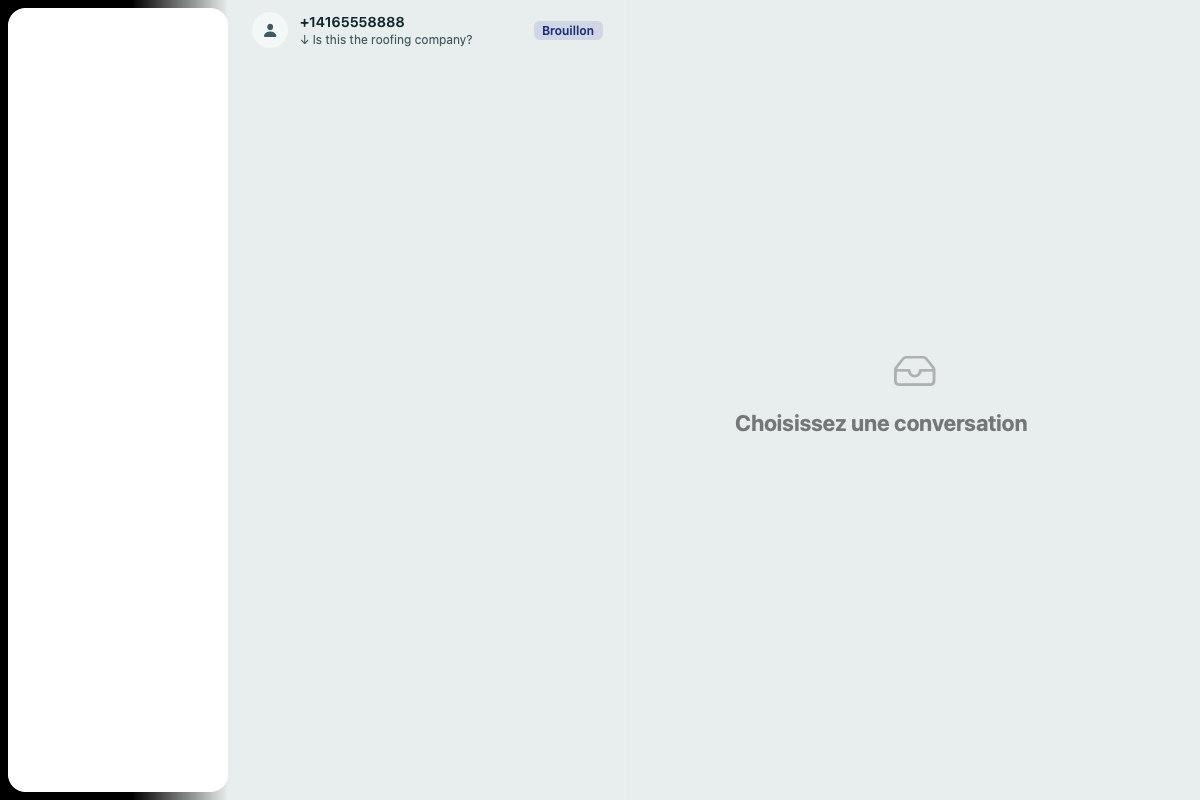 +14165558888
↓ Is this the roofing company?
Brouillon
Choisissez une conversation